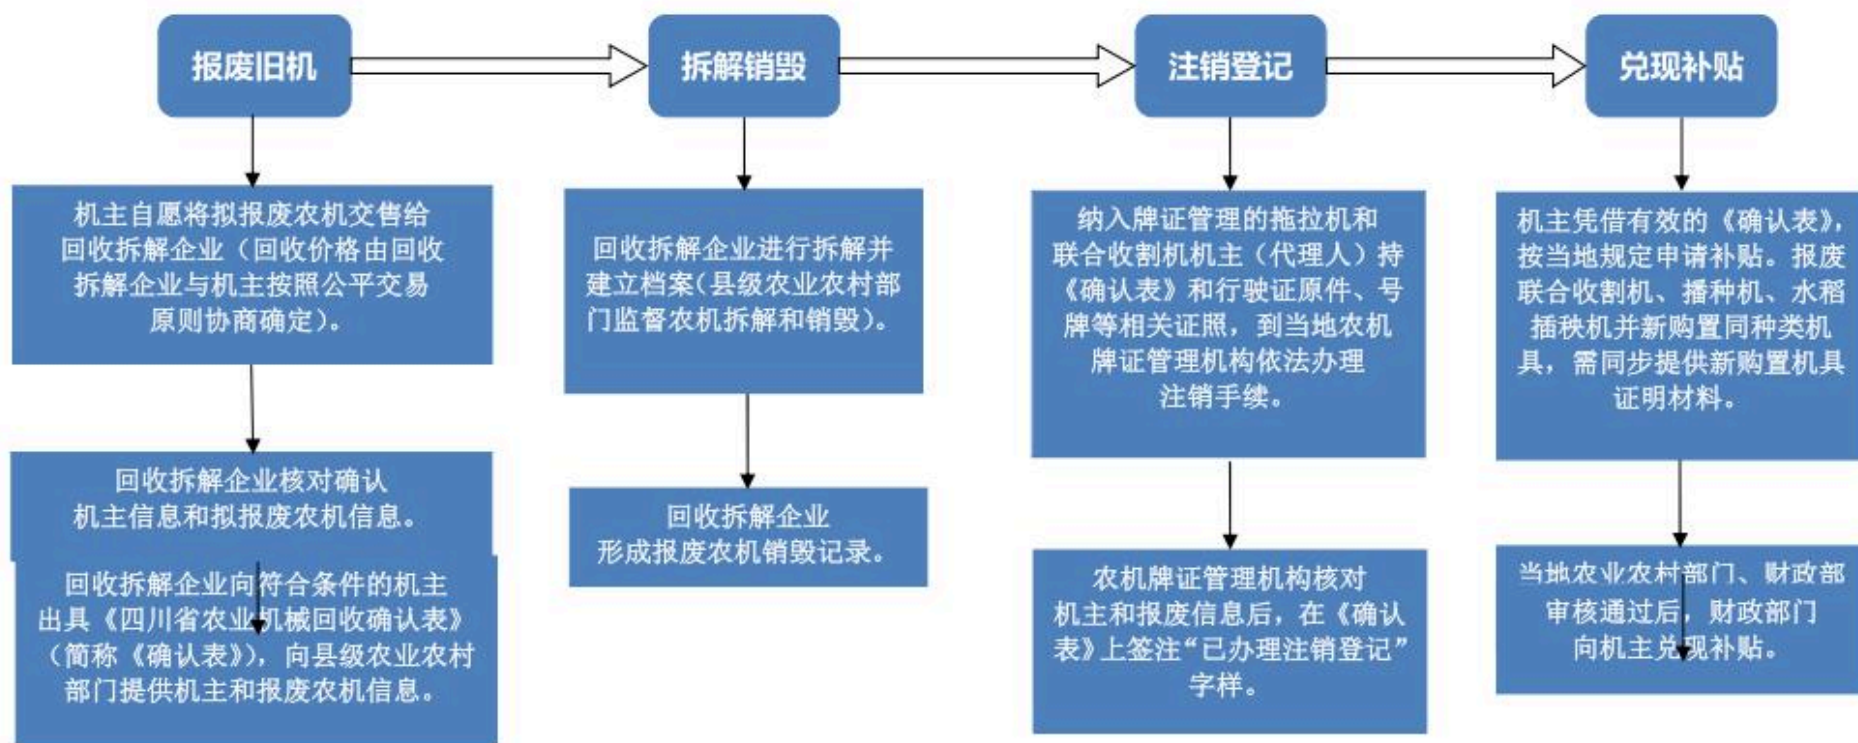 报废旧机
拆解销毁
注销登记
兑现补贴
机主自愿将拟报废农机交售给
回收拆解企业（回收价格由回收
拆解企业与机主按照公平交易
原则协商确定）。
回收拆解企业核对确认
机主信息和拟报废农机信息。
回收拆解企业向符合条件的机主
出具《四川省农业机械回收确认表》
（简称《确认表》），向县级农业农村
部门提供机主和报废农机信息。
回收拆解企业进行拆解并
建立档案（县级农业农村部
门监督农机拆解和销毁）。
回收拆解企业
形成报废农机销毁记录。
纳入牌证管理的拖拉机和
联合收割机机主（代理人）持
《确认表》和行驶证原件、号
牌等相关证照，到当地农机
牌证管理机构依法办理
注销手续。
农机牌证管理机构核对
机主和报废信息后，在《确认
表》上签注“已办理注销登记”
字样。
机主凭借有效的《确认表》，
按当地规定申请补贴。报废
联合收割机、播种机、水稻
插秧机并新购置同种类机
具，需同步提供新购置机具
证明材料。
当地农业农村部门、财政部
审核通过后，财政部门
向机主兑现补贴。